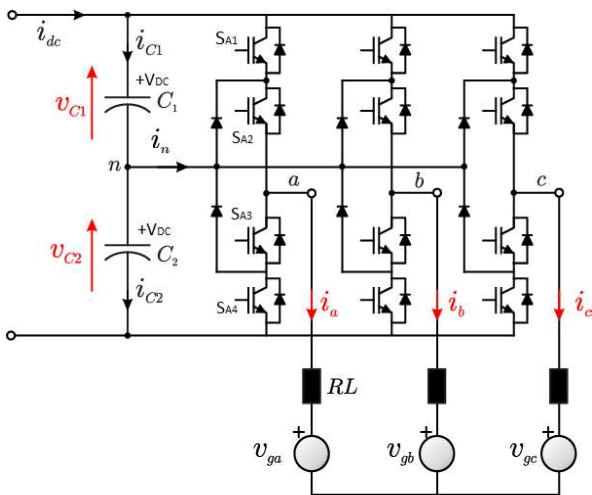 i_dc
i_C1
S_A1
+V_DC
v_C1
C_1
S_A2
i_n
n
a
b
c
S_A3
+V_DC
v_C2
C_2
i_C2
S_A4
i_a
i_b
i_c
RL
+
+
+
v_ga
v_gb
v_gc